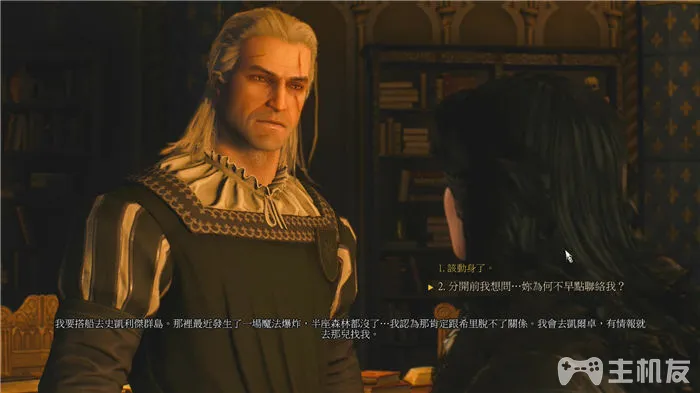 1. 該動身了。
2. 分開前我想問…妳為何不早點聯絡我？
我要搭船去史凱利傑群島。那裡最近發生了一場魔法爆炸，半座森林都沒了…我認為那肯定跟希里脫不了關係。我會去凱爾卓，有情報就
去那兒找我。
主机友